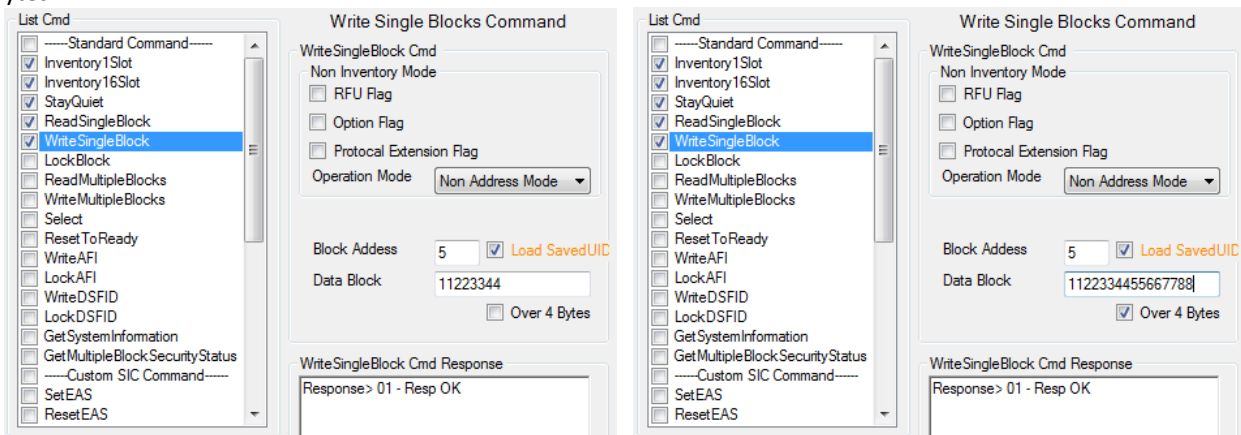 List Cmd
------Standard Command------
Inventory1Slot
Inventory16Slot
StayQuiet
ReadSingleBlock
WriteSingleBlock
LockBlock
ReadMultipleBlocks
WriteMultipleBlocks
Select
ResetToReady
WriteAFI
LockAFI
WriteDSFID
LockDSFID
GetSystemInformation
GetMultipleBlockSecurityStatus
------Custom SIC Command------
SetEAS
ResetEAS
Write Single Blocks Command
WriteSingleBlock Cmd
Non Inventory Mode
RFU Flag
Option Flag
Protocal Extension Flag
Operation Mode Non Address Mode
Block Addess 5 Load SavedUID
Data Block 11223344
Over 4 Bytes
WriteSingleBlock Cmd Response
Response> 01 - Resp OK
List Cmd
------Standard Command------
Inventory1Slot
Inventory16Slot
StayQuiet
ReadSingleBlock
WriteSingleBlock
LockBlock
ReadMultipleBlocks
WriteMultipleBlocks
Select
ResetToReady
WriteAFI
LockAFI
WriteDSFID
LockDSFID
GetSystemInformation
GetMultipleBlockSecurityStatus
------Custom SIC Command------
SetEAS
ResetEAS
Write Single Blocks Command
WriteSingleBlock Cmd
Non Inventory Mode
RFU Flag
Option Flag
Protocal Extension Flag
Operation Mode Non Address Mode
Block Addess 5 Load SavedUID
Data Block 1122334455667788
Over 4 Bytes
WriteSingleBlock Cmd Response
Response> 01 - Resp OK